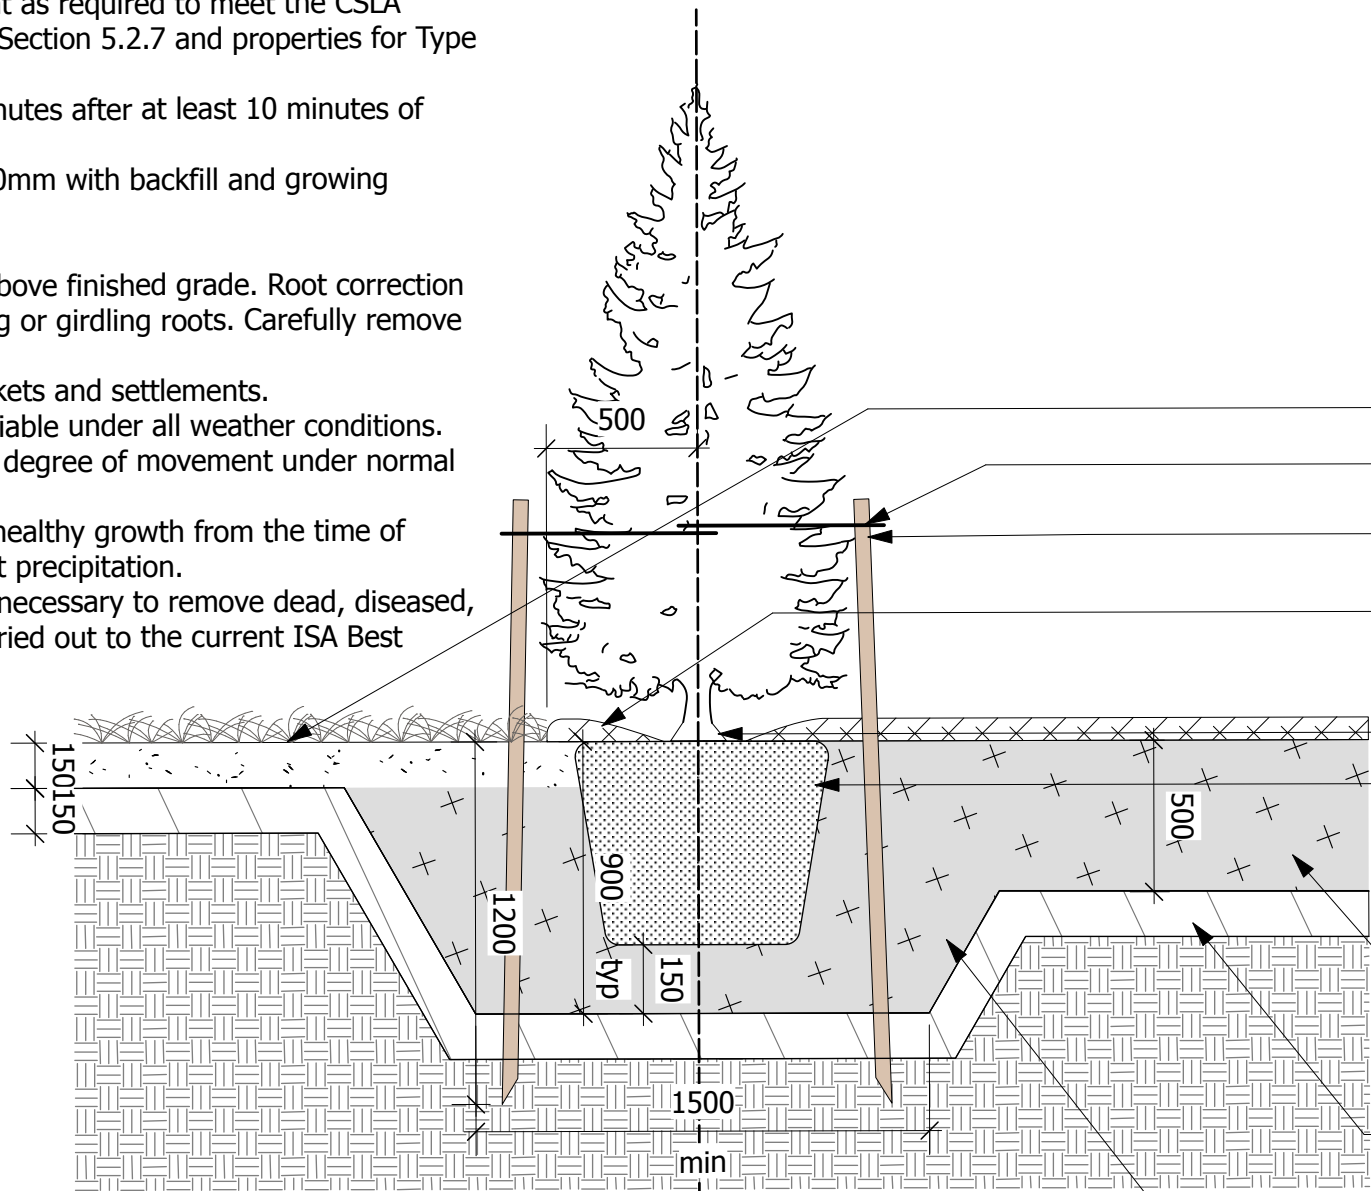 t as required to meet the CSLA
Section 5.2.7 and properties for Type
nutes after at least 10 minutes of
0mm with backfill and growing
bove finished grade. Root correction
g or girdling roots. Carefully remove
kets and settlements.
iable under all weather conditions.
degree of movement under normal
healthy growth from the time of
t precipitation.
necessary to remove dead, diseased,
ried out to the current ISA Best
500
150
150
900
typ
1200
150
500
1500
min